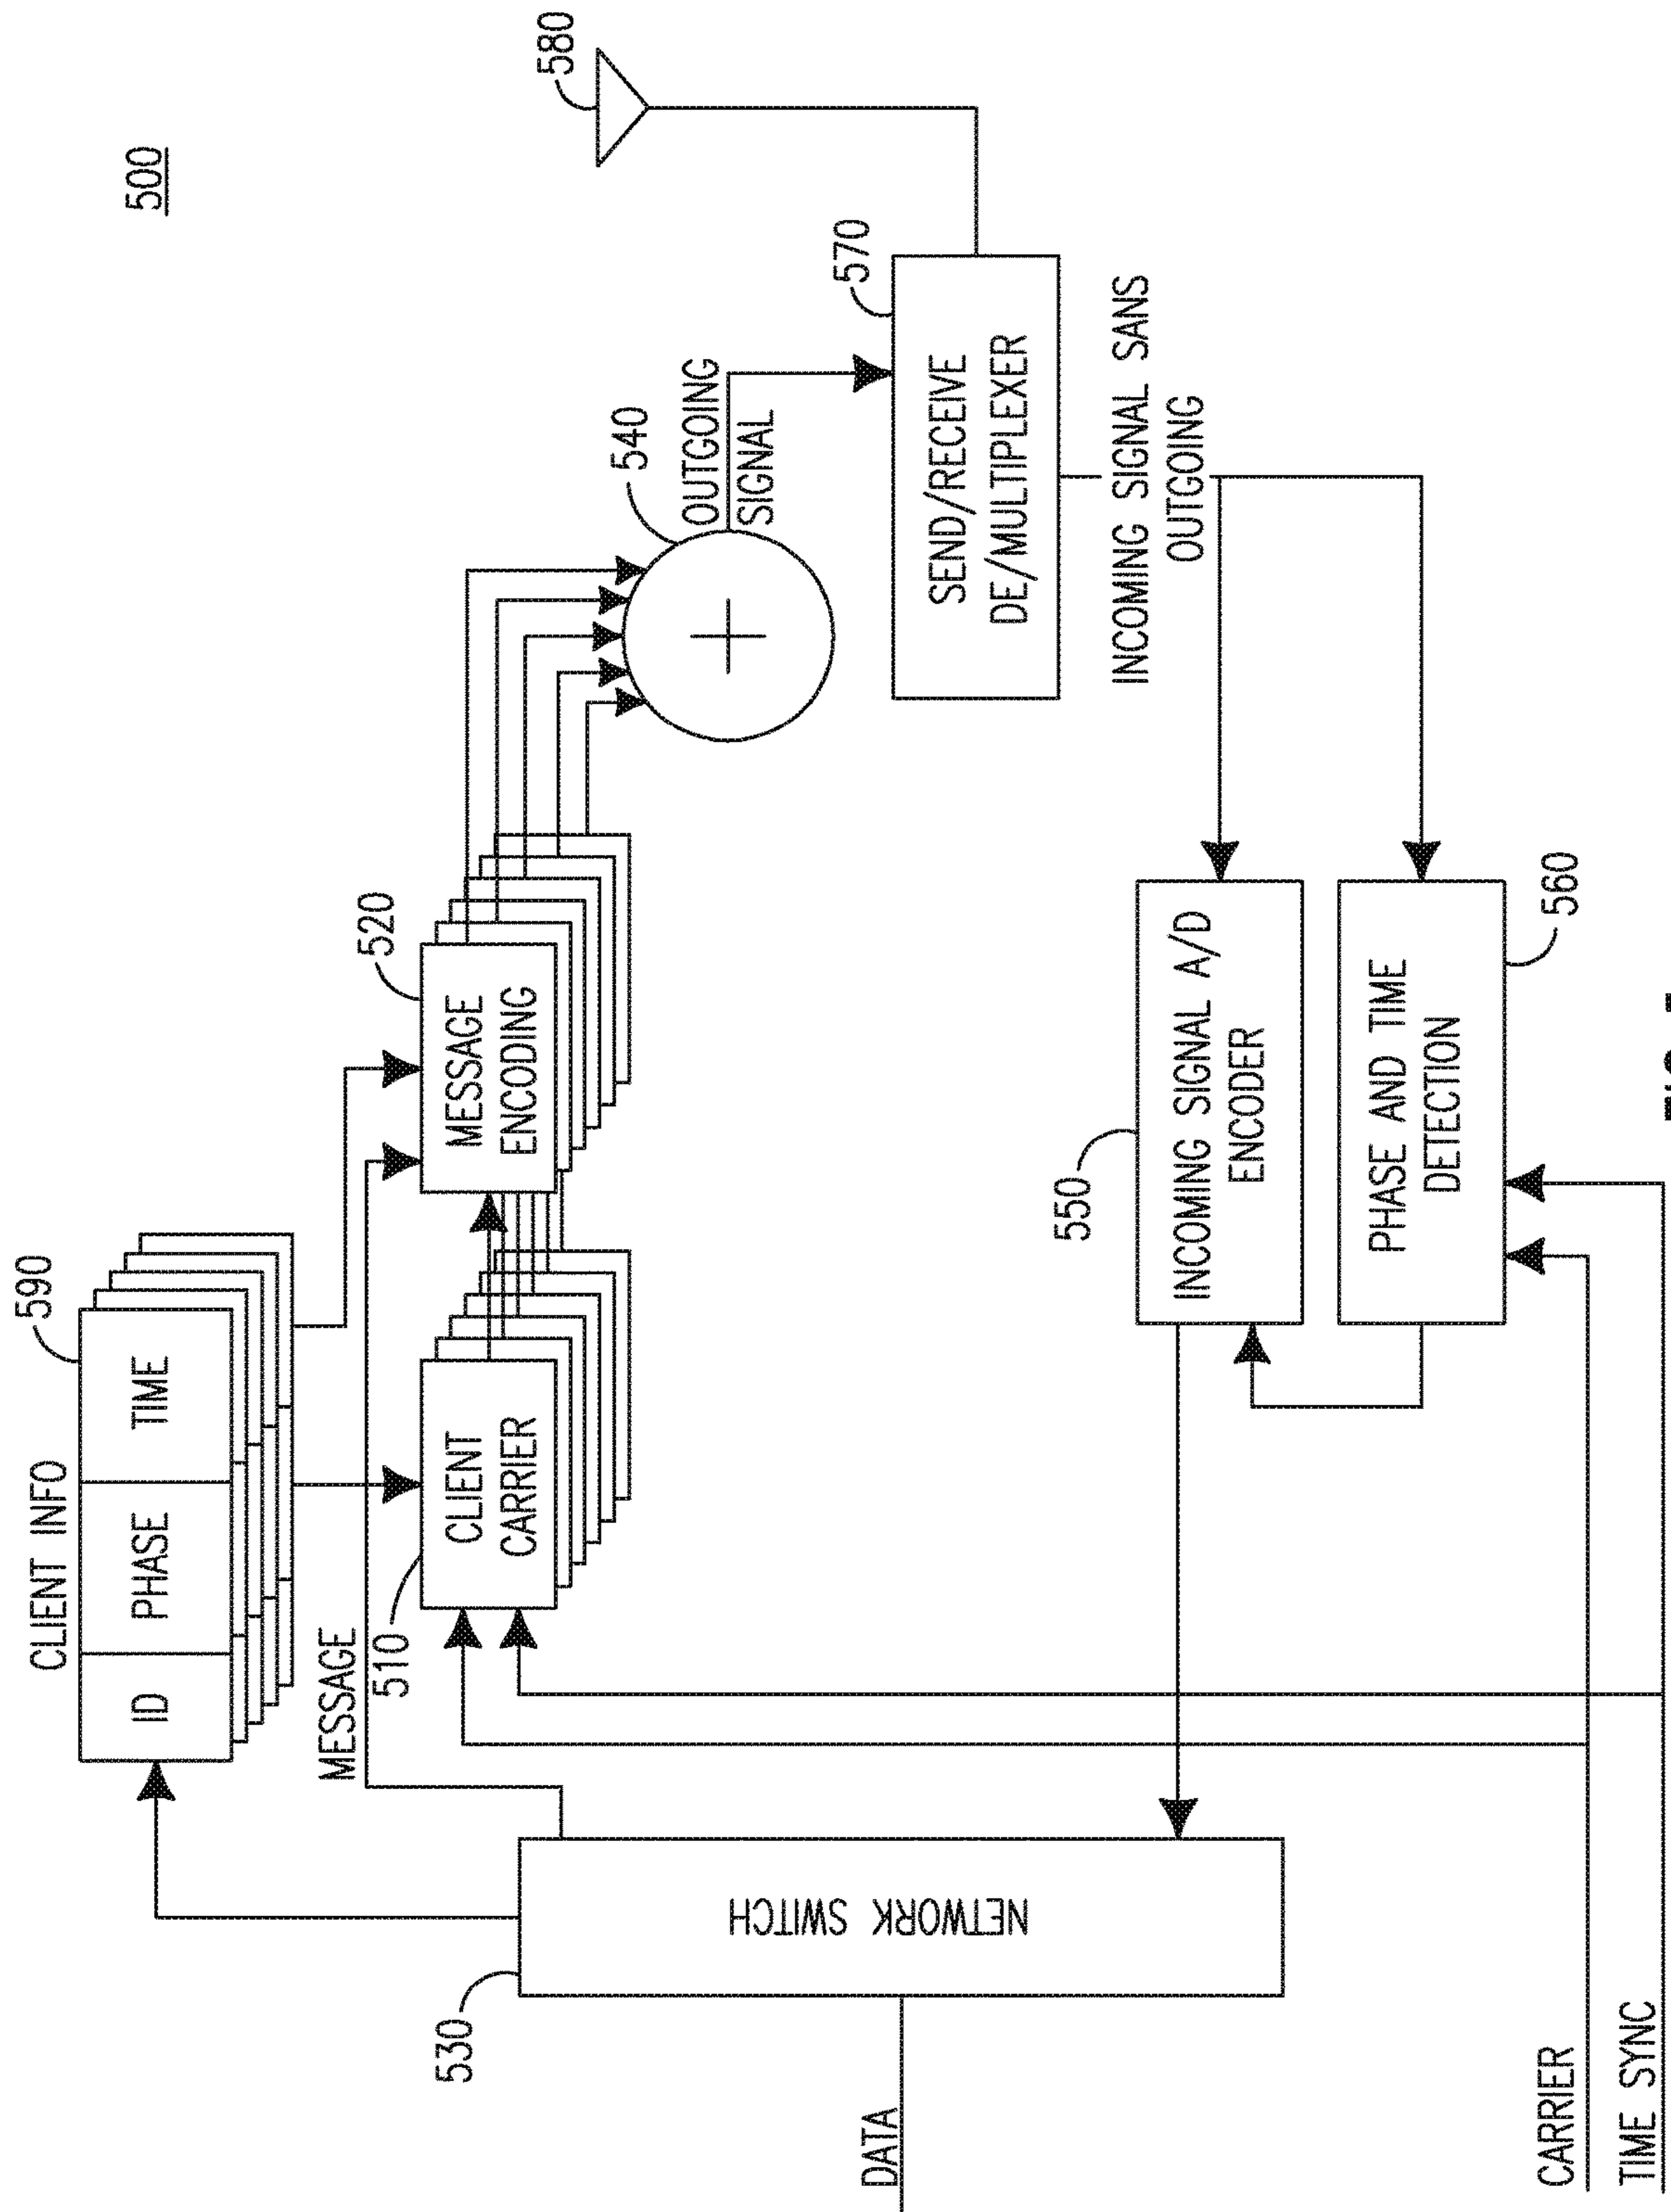 500
CLIENT INFO
590
ID
PHASE
TIME
MESSAGE
510
CLIENT
CARRIER
520
MESSAGE
ENCODING
540
OUTGOING
SIGNAL
580
570
SEND/RECEIVE
DE/MULTIPLEXER
INCOMING SIGNAL SANS
OUTGOING
530
NETWORK SWITCH
DATA
550
INCOMING SIGNAL A/D
ENCODER
PHASE AND TIME
DETECTION
560
CARRIER
TIME SYNC